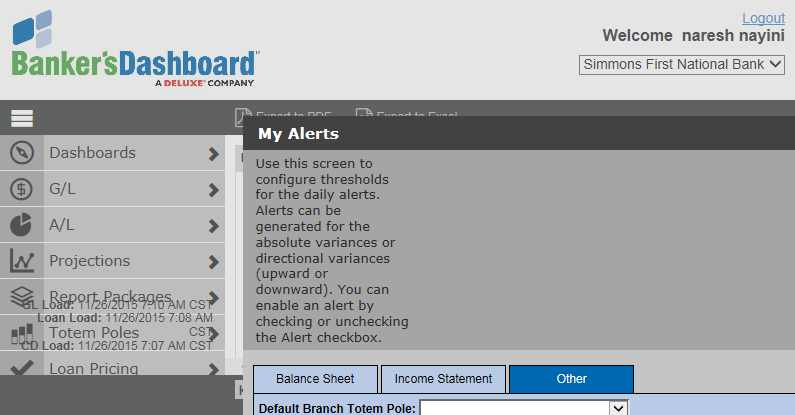 Logout
Welcome naresh nayini
Simmons First National Bank
Banker'sDashboard™
A DELUXE® COMPANY
Export to PDF Export to Excel
My Alerts
Use this screen to
configure thresholds
for the daily alerts.
Alerts can be
generated for the
absolute variances or
directional variances
(upward or
downward). You can
enable an alert by
checking or unchecking
the Alert checkbox.
Dashboards
G/L
A/L
Projections
Report Packages
GL Load: 11/26/2015 7:10 AM CST
Loan Load: 11/26/2015 7:08 AM
CST
Totem Poles
CD Load: 11/26/2015 7:07 AM CST
Loan Pricing
Balance Sheet Income Statement Other
Default Branch Totem Pole: